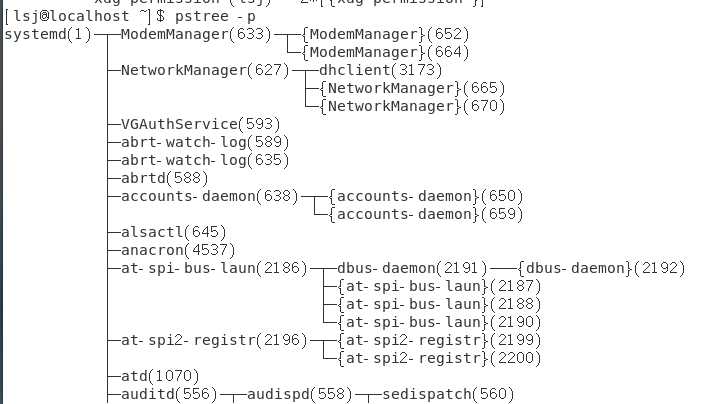 [lsj@localhost ~]$ pstree -p
systemd(1)─┬─ModemManager(633)─┬─{ModemManager}(652)
           │                   └─{ModemManager}(664)
           ├─NetworkManager(627)─┬─dhclient(3173)
           │                     ├─{NetworkManager}(665)
           │                     └─{NetworkManager}(670)
           ├─VGAuthService(593)
           ├─abrt-watch-log(589)
           ├─abrt-watch-log(635)
           ├─abrtd(588)
           ├─accounts-daemon(638)─┬─{accounts-daemon}(650)
           │                      └─{accounts-daemon}(659)
           ├─alsactl(645)
           ├─anacron(4537)
           ├─at-spi-bus-laun(2186)─┬─dbus-daemon(2191)───{dbus-daemon}(2192)
           │                       ├─{at-spi-bus-laun}(2187)
           │                       ├─{at-spi-bus-laun}(2188)
           │                       └─{at-spi-bus-laun}(2190)
           ├─at-spi2-registr(2196)─┬─{at-spi2-registr}(2199)
           │                       └─{at-spi2-registr}(2200)
           ├─atd(1070)
           ├─auditd(556)─┬─audispd(558)─┬─sedispatch(560)